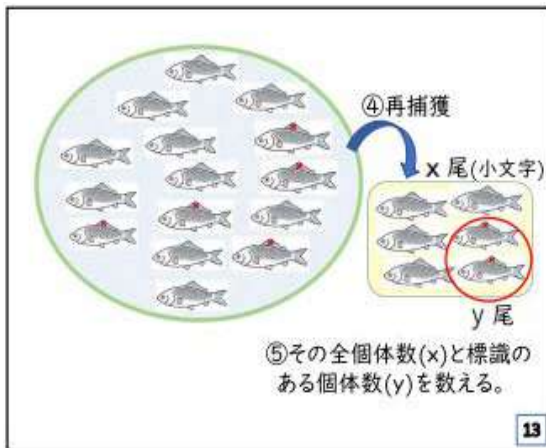 ④再捕獲
x 尾(小文字)
y 尾
⑤その全個体数(x)と標識の
ある個体数(y)を数える。
13